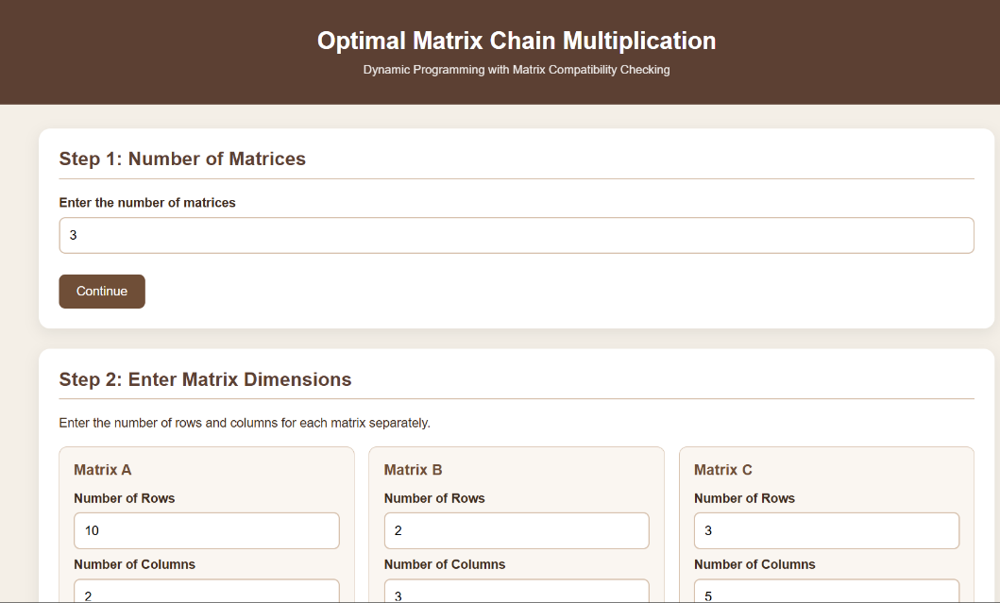 Optimal Matrix Chain Multiplication
Dynamic Programming with Matrix Compatibility Checking
Step 1: Number of Matrices
Enter the number of matrices
3
Continue
Step 2: Enter Matrix Dimensions
Enter the number of rows and columns for each matrix separately.
Matrix A
Number of Rows
10
Number of Columns
2
Matrix B
Number of Rows
2
Number of Columns
3
Matrix C
Number of Rows
3
Number of Columns
5